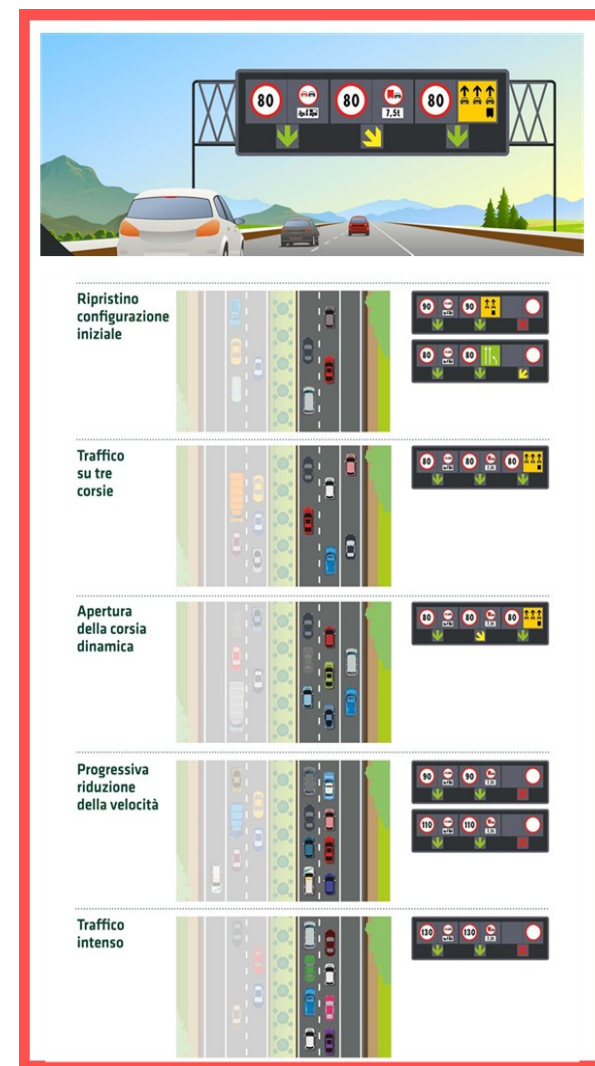 80
80
7,5t
80
Ripristino
configurazione
iniziale
90
90
80
80
Traffico
su tre
corsie
80
80
80
Apertura
della corsia
dinamica
80
80
80
Progressiva
riduzione
della velocità
90
90
110
110
Traffico
intenso
130
130